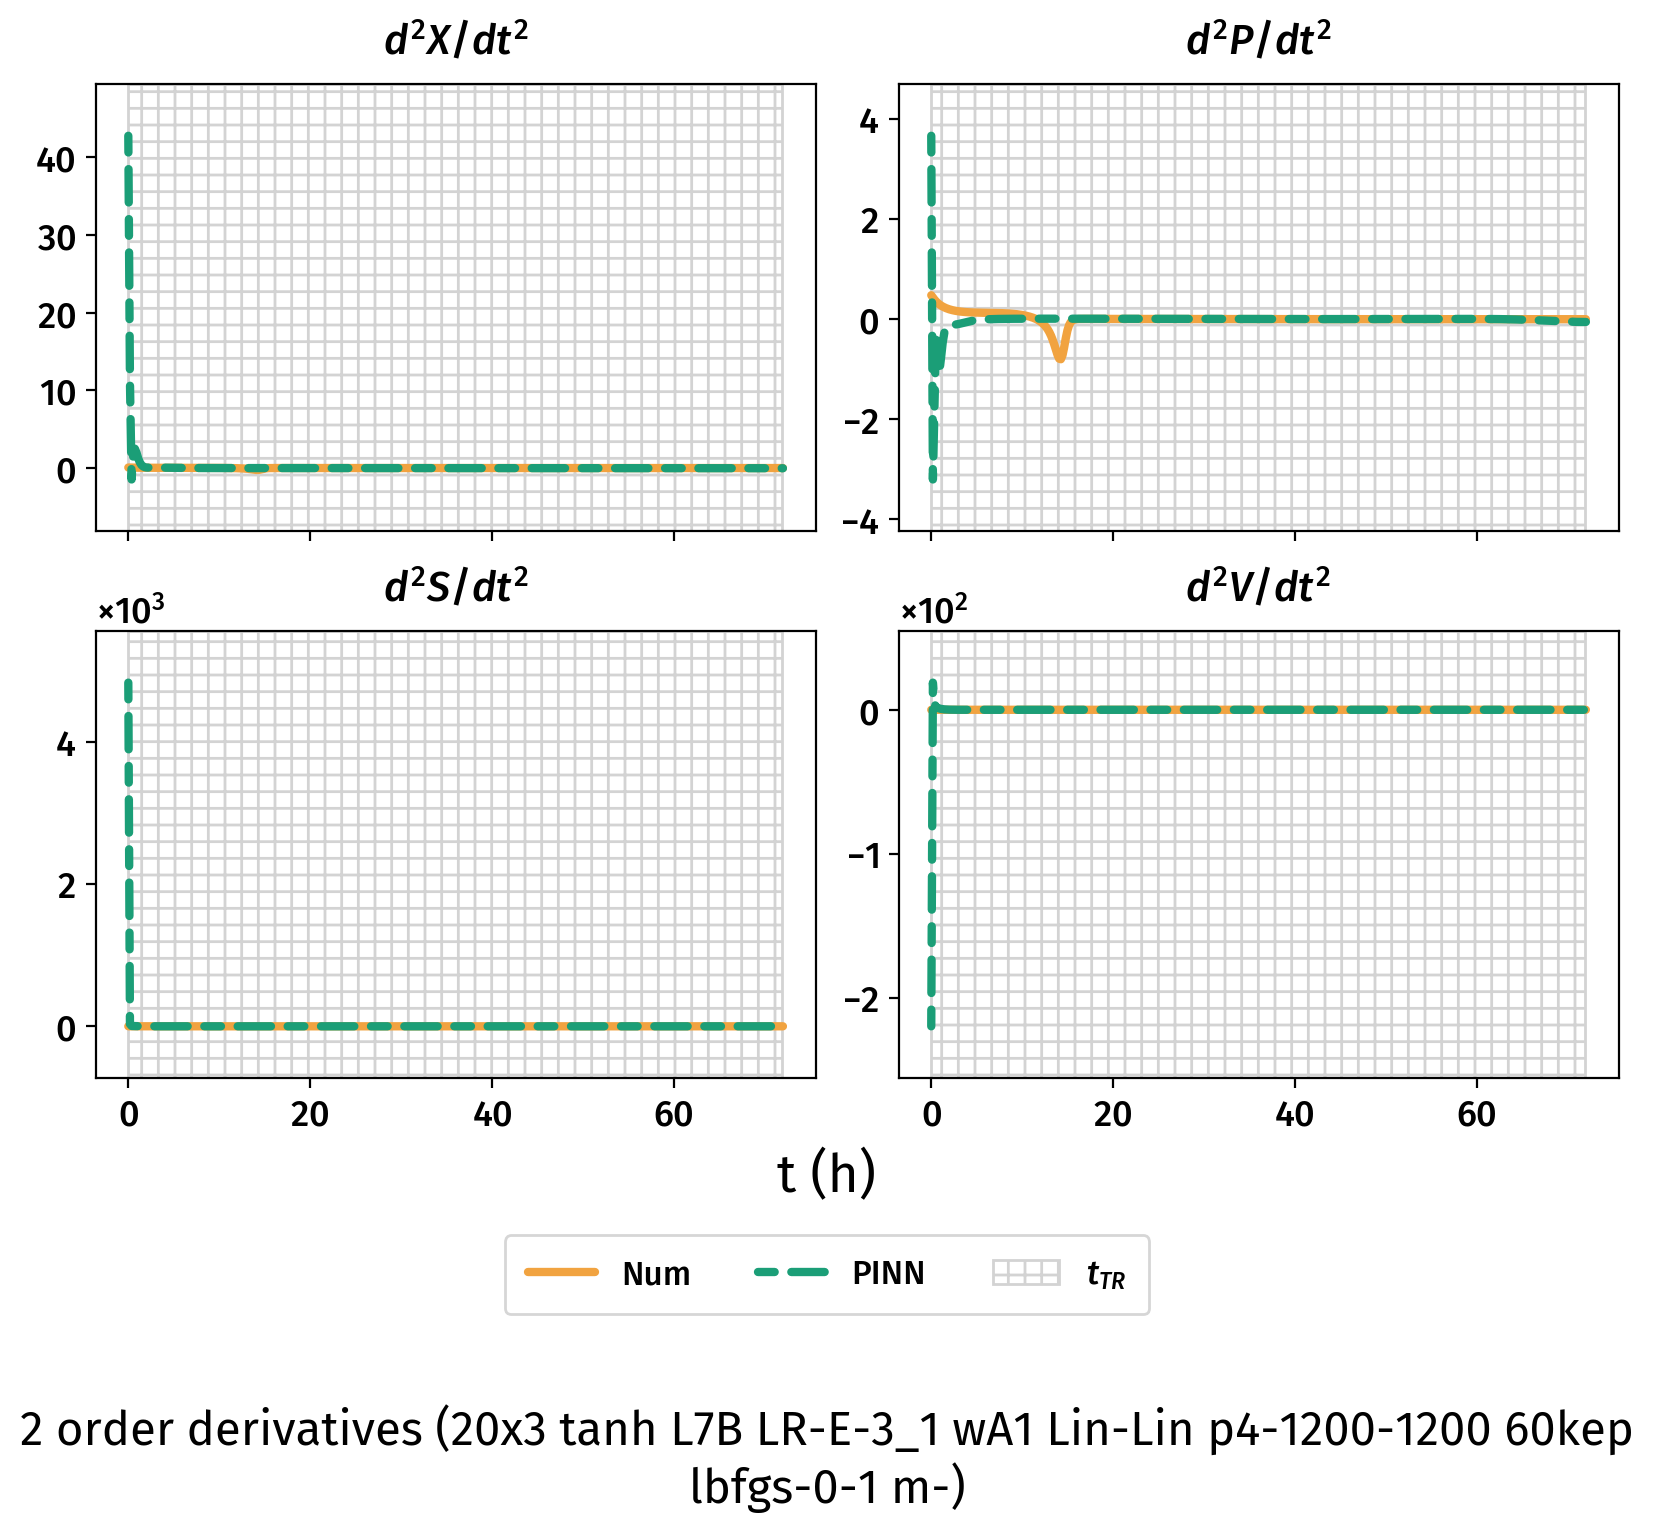 d²X/dt²
d²P/dt²
40
30
20
10
0
4
2
0
−2
−4
d²S/dt²
d²V/dt²
×10³
×10²
4
2
0
0
−1
−2
0 20 40 60
0 20 40 60
t (h)
Num PINN t_TR
2 order derivatives (20x3 tanh L7B LR-E-3_1 wA1 Lin-Lin p4-1200-1200 60kep
lbfgs-0-1 m-)